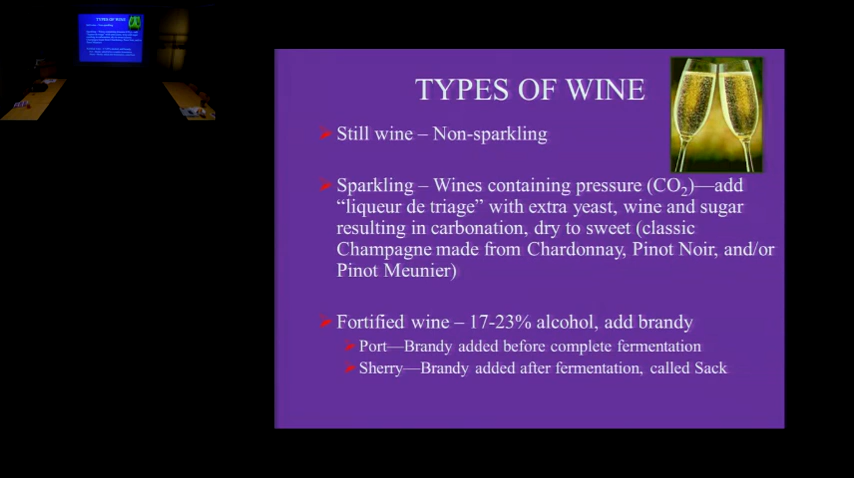 TYPES OF WINE
TYPES OF WINE
Still wine – Non-sparkling
Sparkling – Wines containing pressure (CO₂)—add
“liqueur de triage” with extra yeast, wine and sugar
resulting in carbonation, dry to sweet (classic
Champagne made from Chardonnay, Pinot Noir, and/or
Pinot Meunier)
Fortified wine – 17-23% alcohol, add brandy
Port—Brandy added before complete fermentation
Sherry—Brandy added after fermentation, called Sack